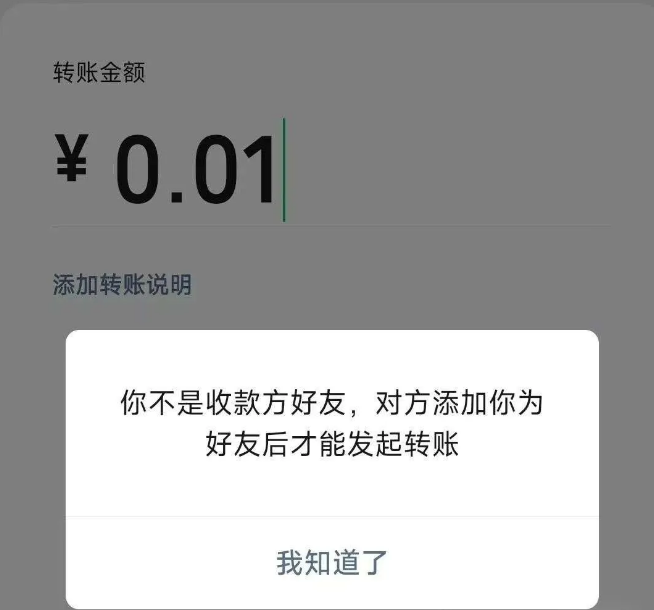 转账金额
¥ 0.01
添加转账说明
你不是收款方好友，对方添加你为
好友后才能发起转账
我知道了